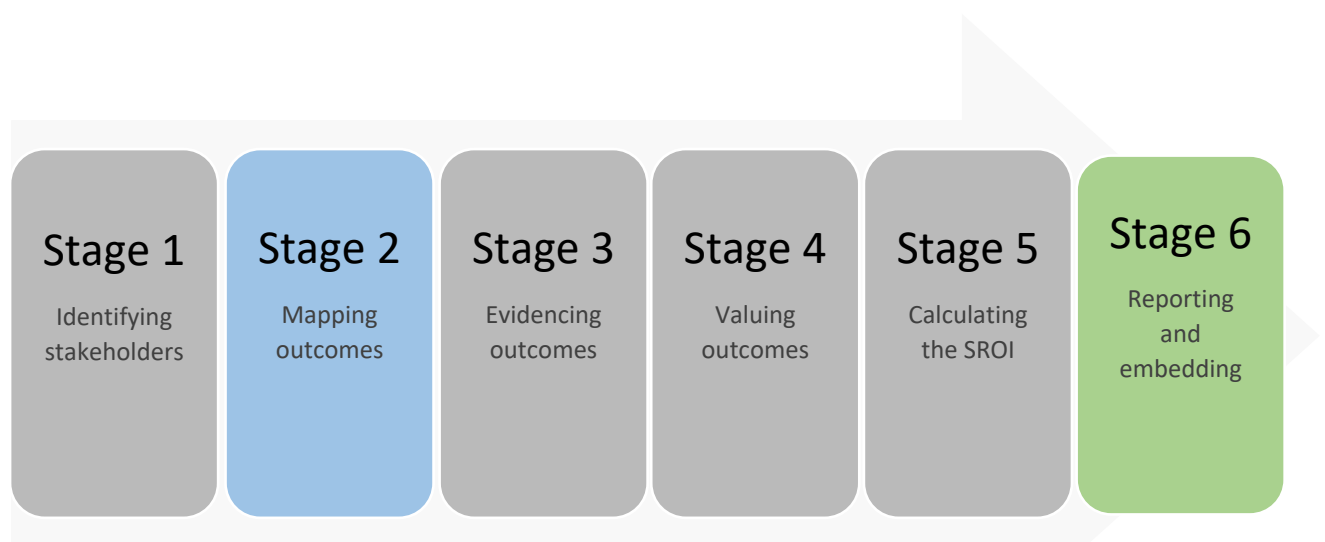 Stage 1
Identifying
stakeholders
Stage 2
Mapping
outcomes
Stage 3
Evidencing
outcomes
Stage 4
Valuing
outcomes
Stage 5
Calculating
the SROI
Stage 6
Reporting
and
embedding